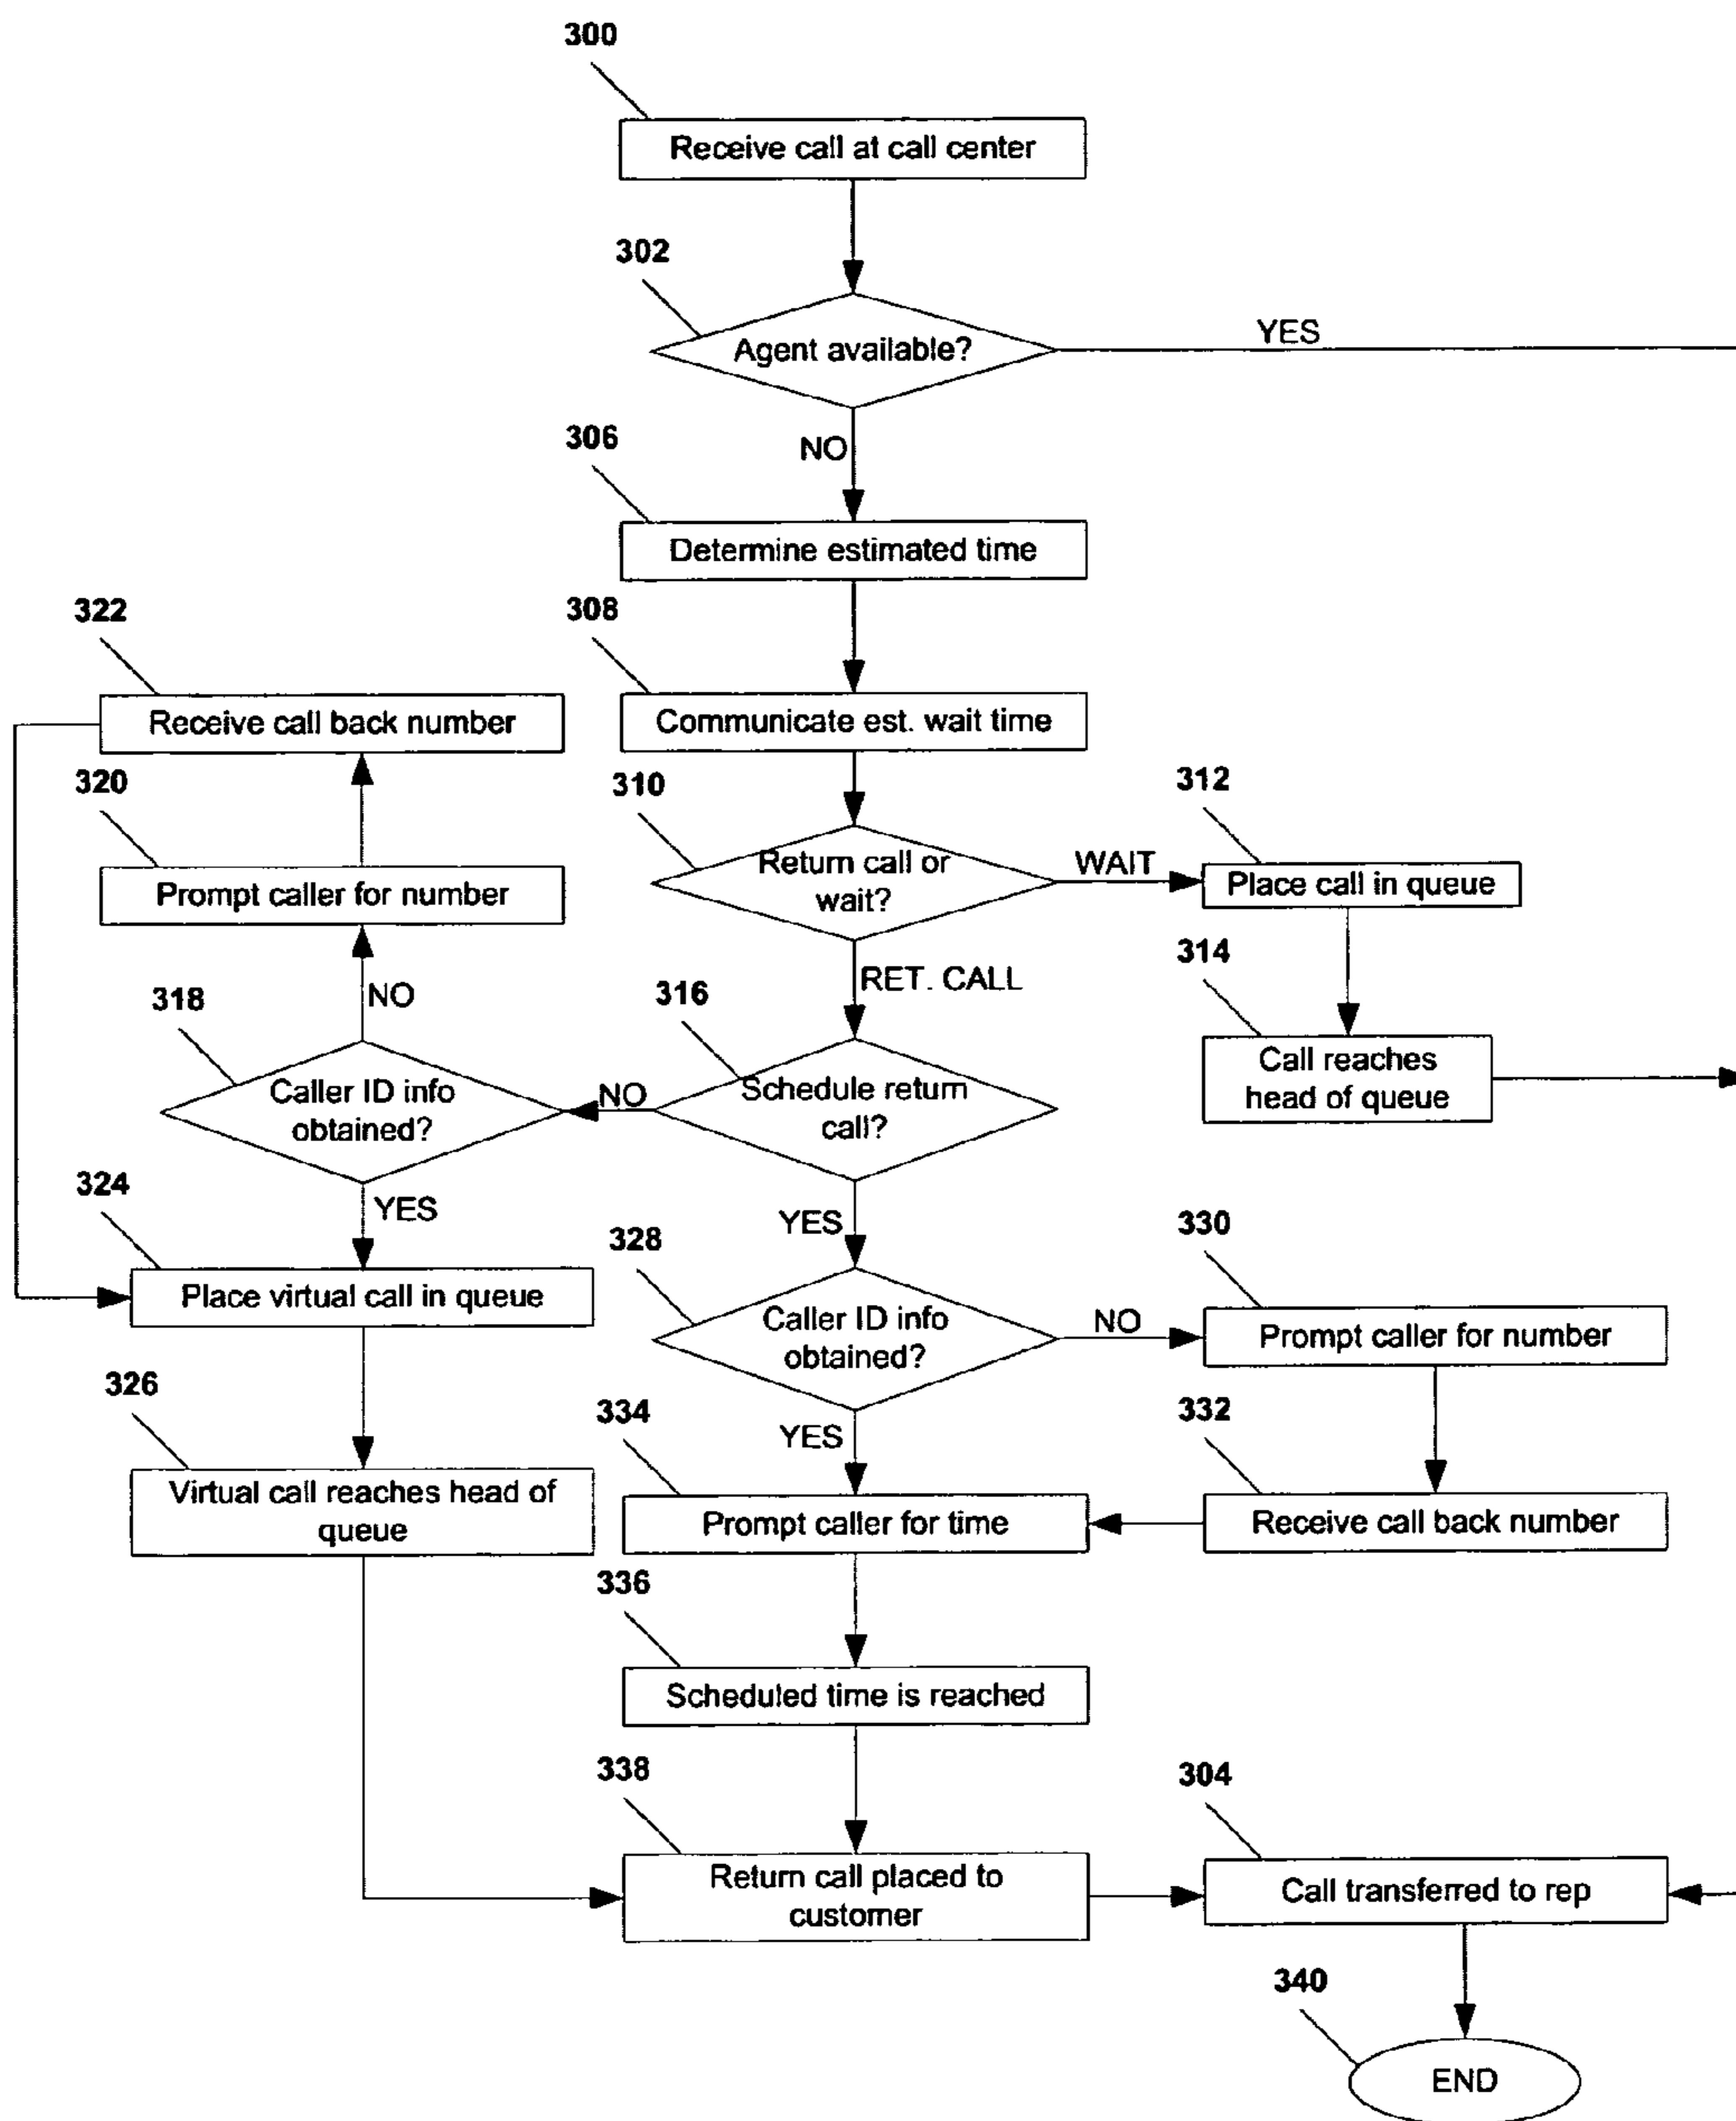 300
Receive call at call center
302
Agent available?
YES
NO
306
Determine estimated time
308
Communicate est. wait time
322
Receive call back number
320
Prompt caller for number
310
Return call or
wait?
WAIT
312
Place call in queue
314
Call reaches
head of queue
RET. CALL
316
Schedule return
call?
NO
318
Caller ID info
obtained?
NO
YES
324
Place virtual call in queue
326
Virtual call reaches head of
queue
YES
328
Caller ID info
obtained?
NO
330
Prompt caller for number
332
Receive call back number
YES
334
Prompt caller for time
336
Scheduled time is reached
338
Return call placed to
customer
304
Call transferred to rep
340
END